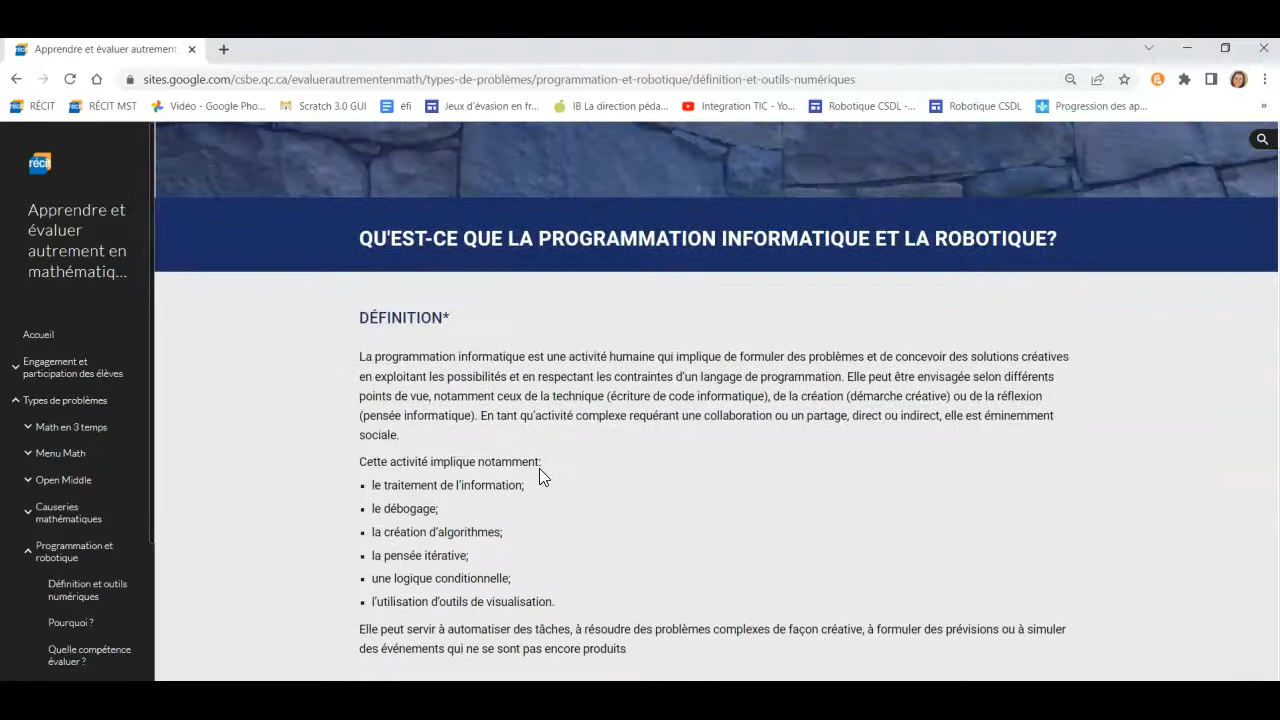 Apprendre et évaluer autrement
sites.google.com/csbe.qc.ca/evaluerautrementenmath/types-de-problèmes/programmation-et-robotique/définition-et-outils-numériques
RÉCIT
RÉCIT MST
Vidéo - Google Pho...
Scratch 3.0 GUI
éfi
Jeux d'évasion en fr...
IB La direction péda...
Intégration TIC - Yo...
Robotique CSDL -...
Robotique CSDL
Progression des ap...
»
récit
Apprendre et
évaluer
autrement en
mathématiq...
Accueil
Engagement et
participation des élèves
Types de problèmes
Math en 3 temps
Menu Math
Open Middle
Causeries
mathématiques
Programmation et
robotique
Définition et outils
numériques
Pourquoi ?
Quelle compétence
évaluer ?
QU'EST-CE QUE LA PROGRAMMATION INFORMATIQUE ET LA ROBOTIQUE?
DÉFINITION*
La programmation informatique est une activité humaine qui implique de formuler des problèmes et de concevoir des solutions créatives
en exploitant les possibilités et en respectant les contraintes d'un langage de programmation. Elle peut être envisagée selon différents
points de vue, notamment ceux de la technique (écriture de code informatique), de la création (démarche créative) ou de la réflexion
(pensée informatique). En tant qu'activité complexe requérant une collaboration ou un partage, direct ou indirect, elle est éminemment
sociale.
Cette activité implique notamment:
▪ le traitement de l'information;
▪ le débogage;
▪ la création d'algorithmes;
▪ la pensée itérative;
▪ une logique conditionnelle;
▪ l'utilisation d'outils de visualisation.
Elle peut servir à automatiser des tâches, à résoudre des problèmes complexes de façon créative, à formuler des prévisions ou à simuler
des événements qui ne se sont pas encore produits